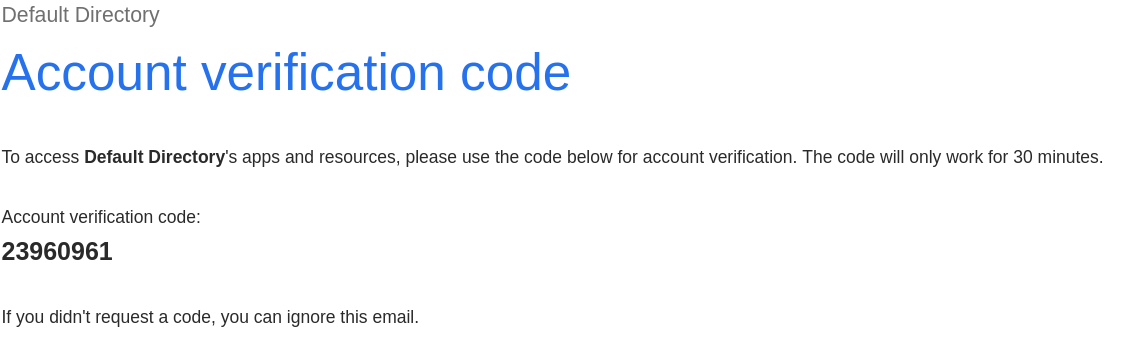 Default Directory
Account verification code
To access Default Directory's apps and resources, please use the code below for account verification. The code will only work for 30 minutes.
Account verification code:
23960961
If you didn't request a code, you can ignore this email.